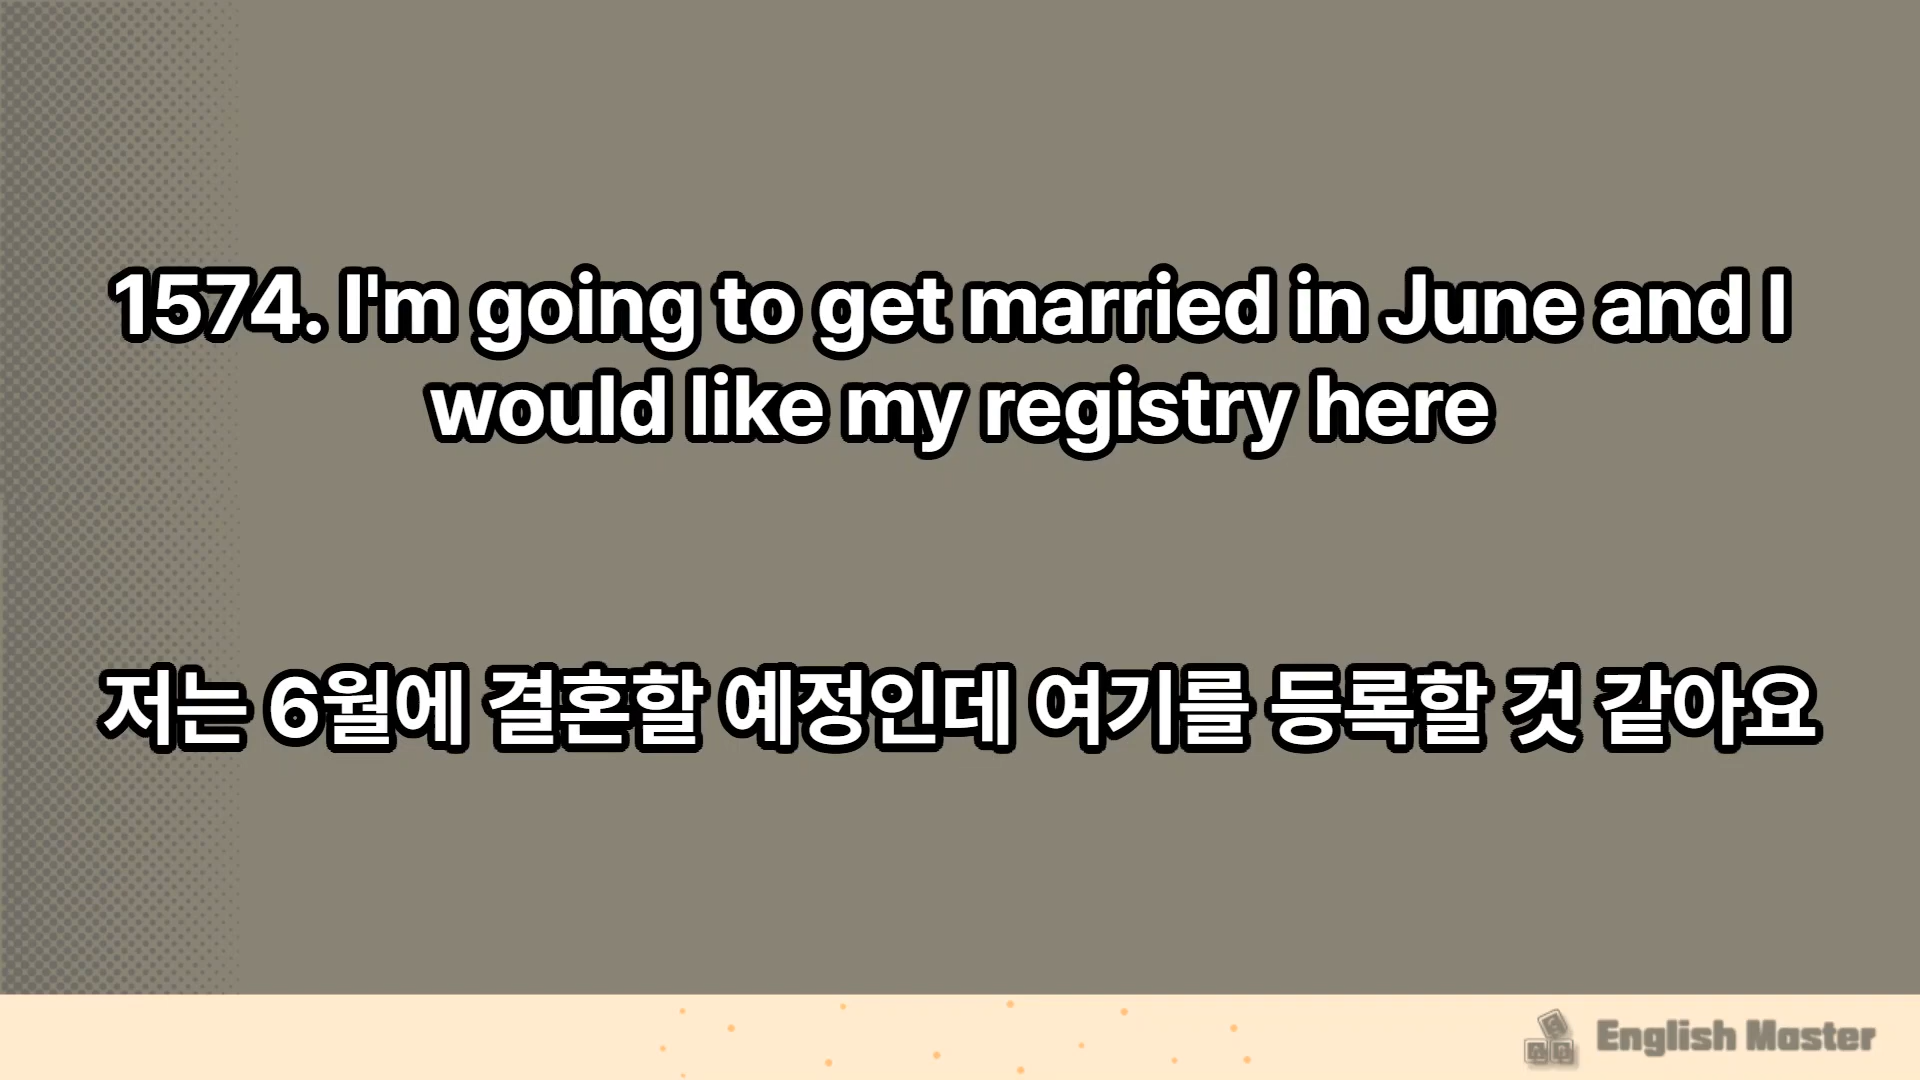 1574. I'm going to get married in June and I
would like my registry here
저는 6월에 결혼할 예정인데 여기를 등록할 것 같아요
English Master